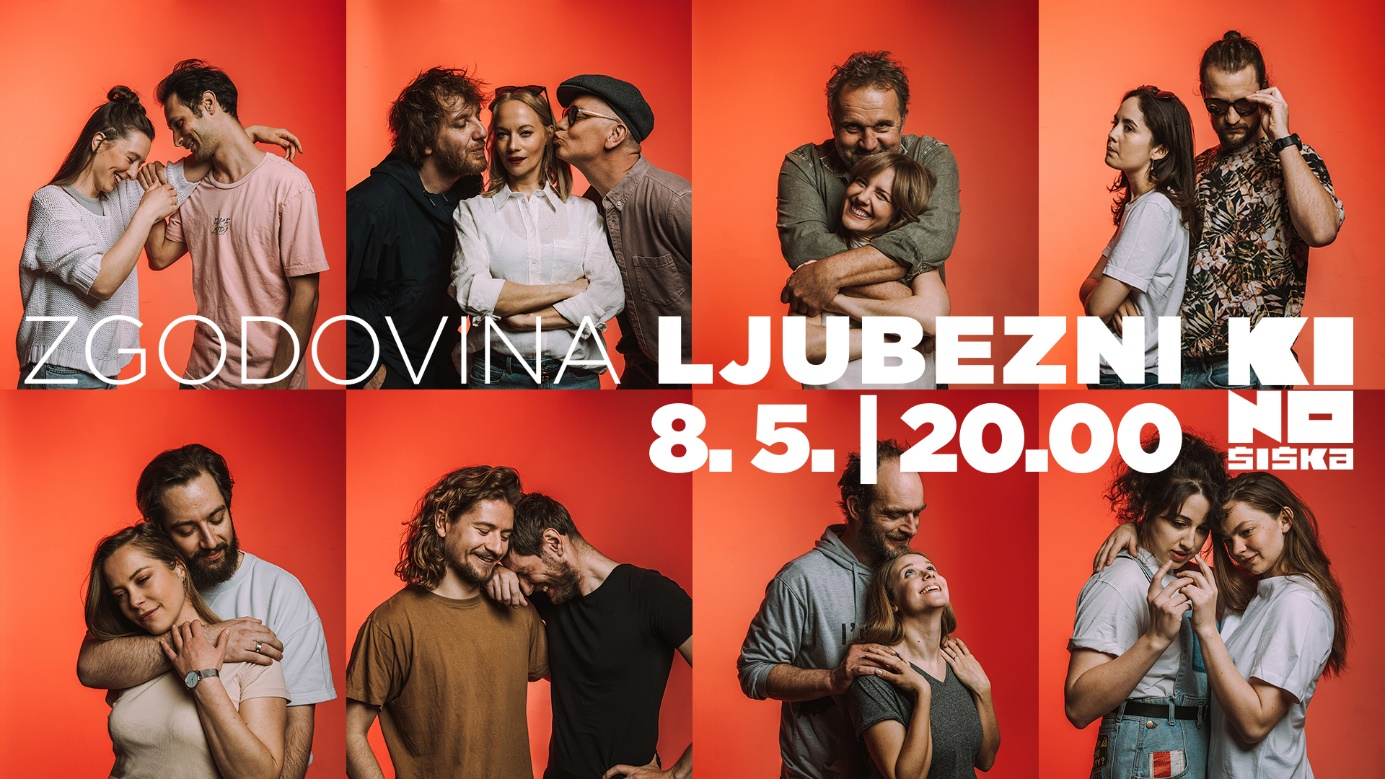 ZGODOVINA LJUBEZNI
8. 5. | 20.00
KI
NO
ŠIŠKA